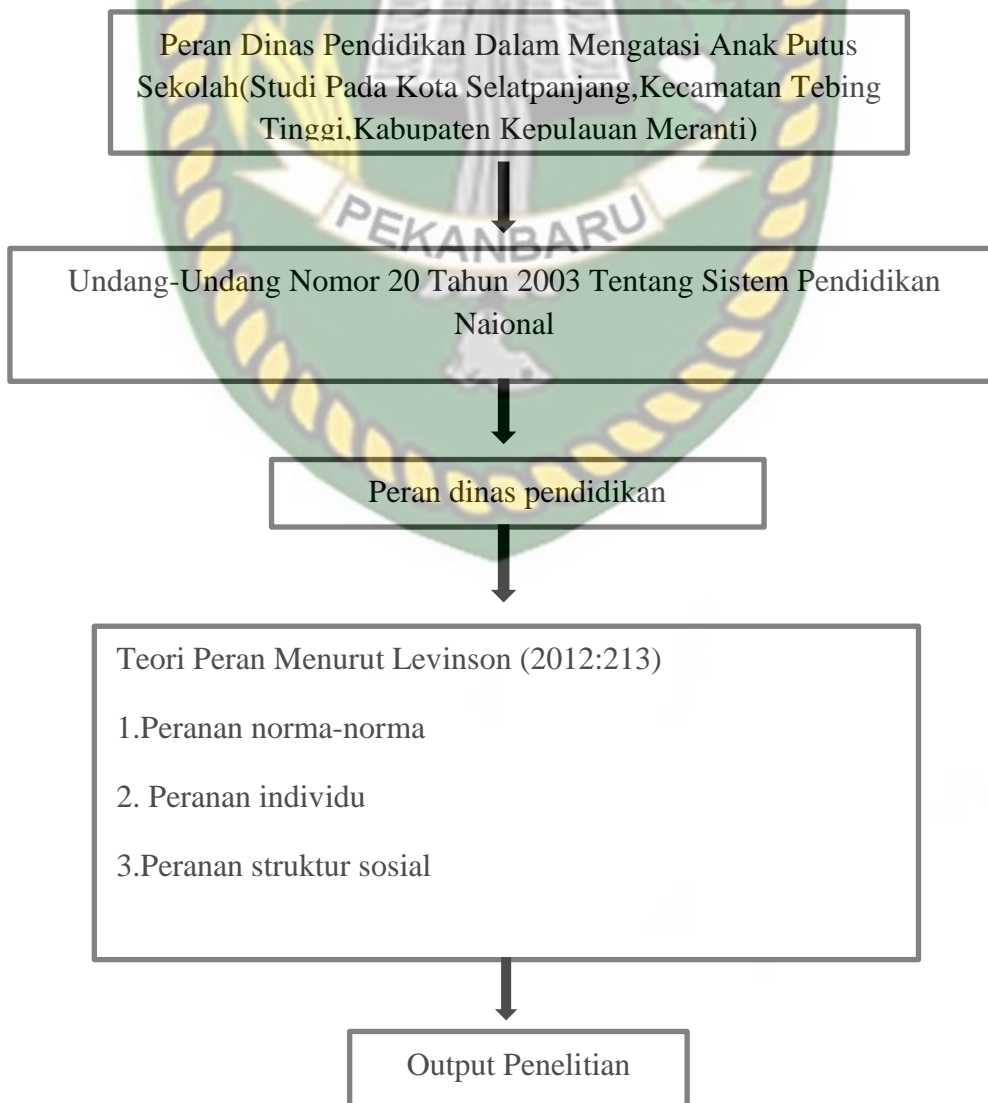 Peran Dinas Pendidikan Dalam Mengatasi Anak Putus
Sekolah(Studi Pada Kota Selatpanjang,Kecamatan Tebing
Tinggi,Kabupaten Kepulauan Meranti)
PEKANBARU
Undang-Undang Nomor 20 Tahun 2003 Tentang Sistem Pendidikan
Naional
Peran dinas pendidikan
Teori Peran Menurut Levinson (2012:213)
1.Peranan norma-norma
2. Peranan individu
3.Peranan struktur sosial
Output Penelitian